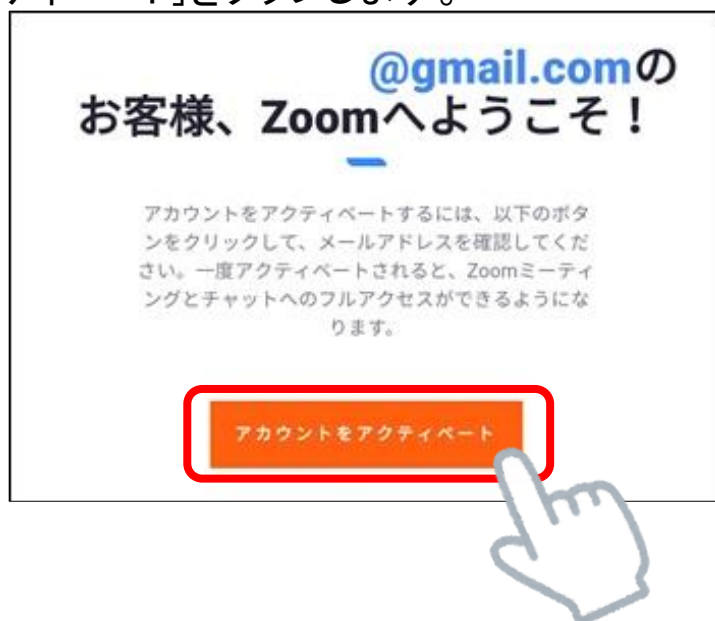 @gmail.comの
お客様、Zoomへようこそ！
アカウントをアクティベートするには、以下のボタ
ンをクリックして、メールアドレスを確認してくだ
さい。一度アクティベートされると、Zoomミーティ
ングとチャットへのフルアクセスができるようにな
ります。
アカウントをアクティベート